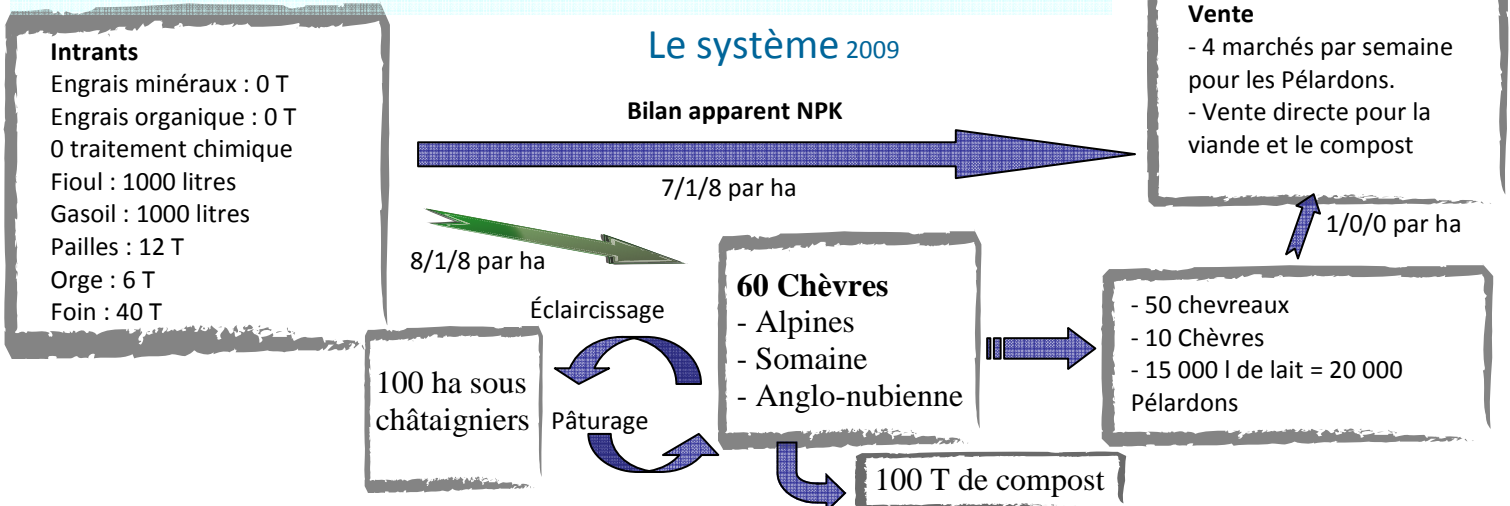 Le système 2009
Intrants
Engrais minéraux : 0 T
Engrais organique : 0 T
0 traitement chimique
Fioul : 1000 litres
Gasoil : 1000 litres
Pailles : 12 T
Orge : 6 T
Foin : 40 T
Bilan apparent NPK
7/1/8 par ha
8/1/8 par ha
Vente
- 4 marchés par semaine
pour les Pélardons.
- Vente directe pour la
viande et le compost
1/0/0 par ha
Éclaircissage
100 ha sous
châtaigniers
Pâturage
60 Chèvres
- Alpines
- Somaine
- Anglo-nubienne
- 50 chevreaux
- 10 Chèvres
- 15 000 l de lait = 20 000
Pélardons
100 T de compost